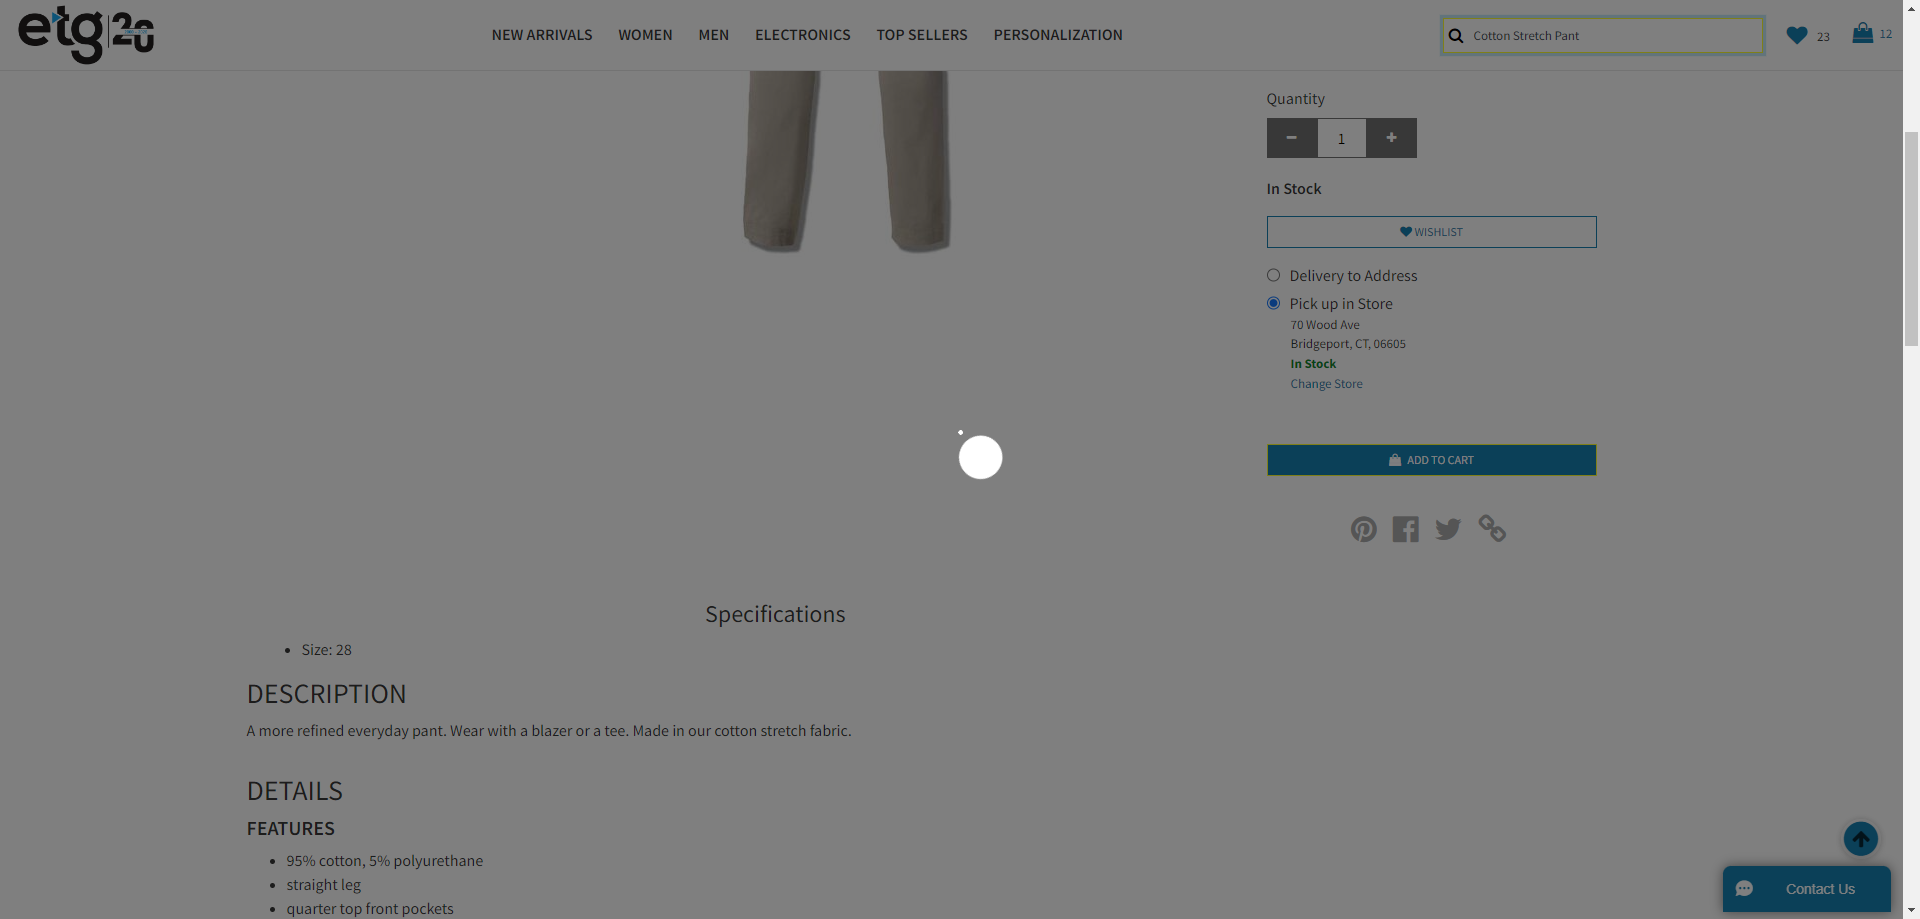 etg 20
NEW ARRIVALS WOMEN MEN ELECTRONICS TOP SELLERS PERSONALIZATION
Cotton Stretch Pant
23
12
Quantity
1
In Stock
WISHLIST
Delivery to Address
Pick up in Store
70 Wood Ave
Bridgeport, CT, 06605
In Stock
Change Store
ADD TO CART
Specifications
• Size: 28
DESCRIPTION
A more refined everyday pant. Wear with a blazer or a tee. Made in our cotton stretch fabric.
DETAILS
FEATURES
• 95% cotton, 5% polyurethane
• straight leg
• quarter top front pockets
Contact Us